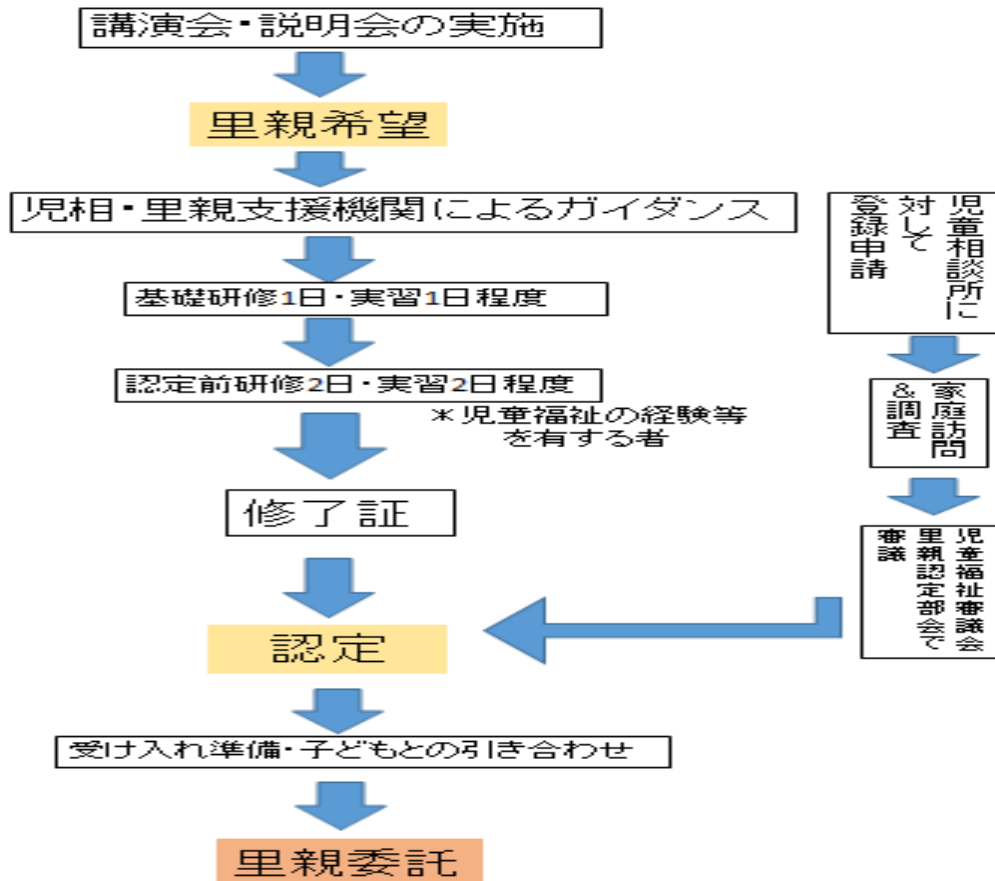 講演会・説明会の実施
里親希望
児相・里親支援機関によるガイダンス
基礎研修1日・実習1日程度
認定前研修2日・実習2日程度
＊児童福祉の経験等
を有する者
修了証
認定
受け入れ準備・子どもとの引き合わせ
里親委託
児童相談所に
対して
登録申請
家庭訪問
＆調査
児童福祉審議会
里親認定部会で
審議